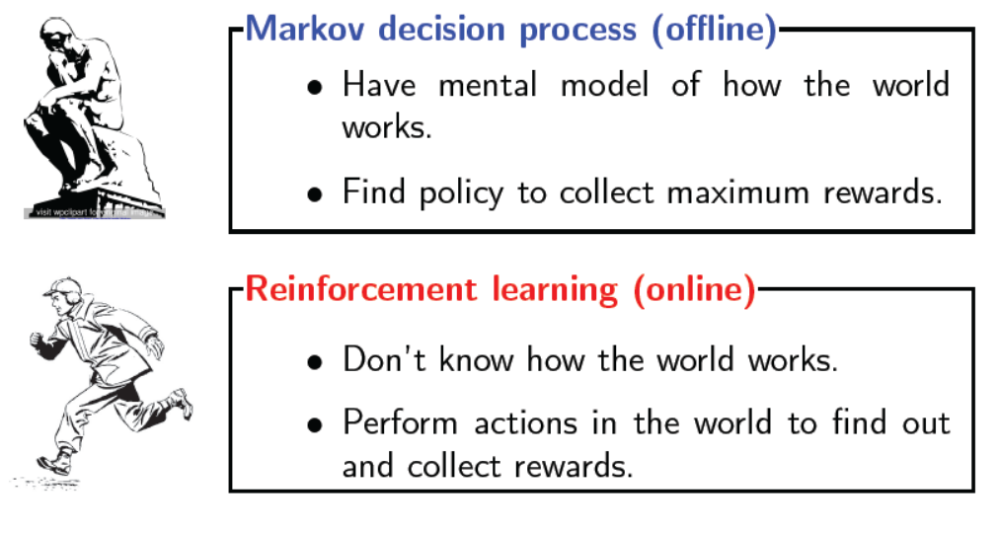 Markov decision process (offline)
• Have mental model of how the world
works.
• Find policy to collect maximum rewards.
visit wpclipart for original image
Reinforcement learning (online)
• Don't know how the world works.
• Perform actions in the world to find out
and collect rewards.